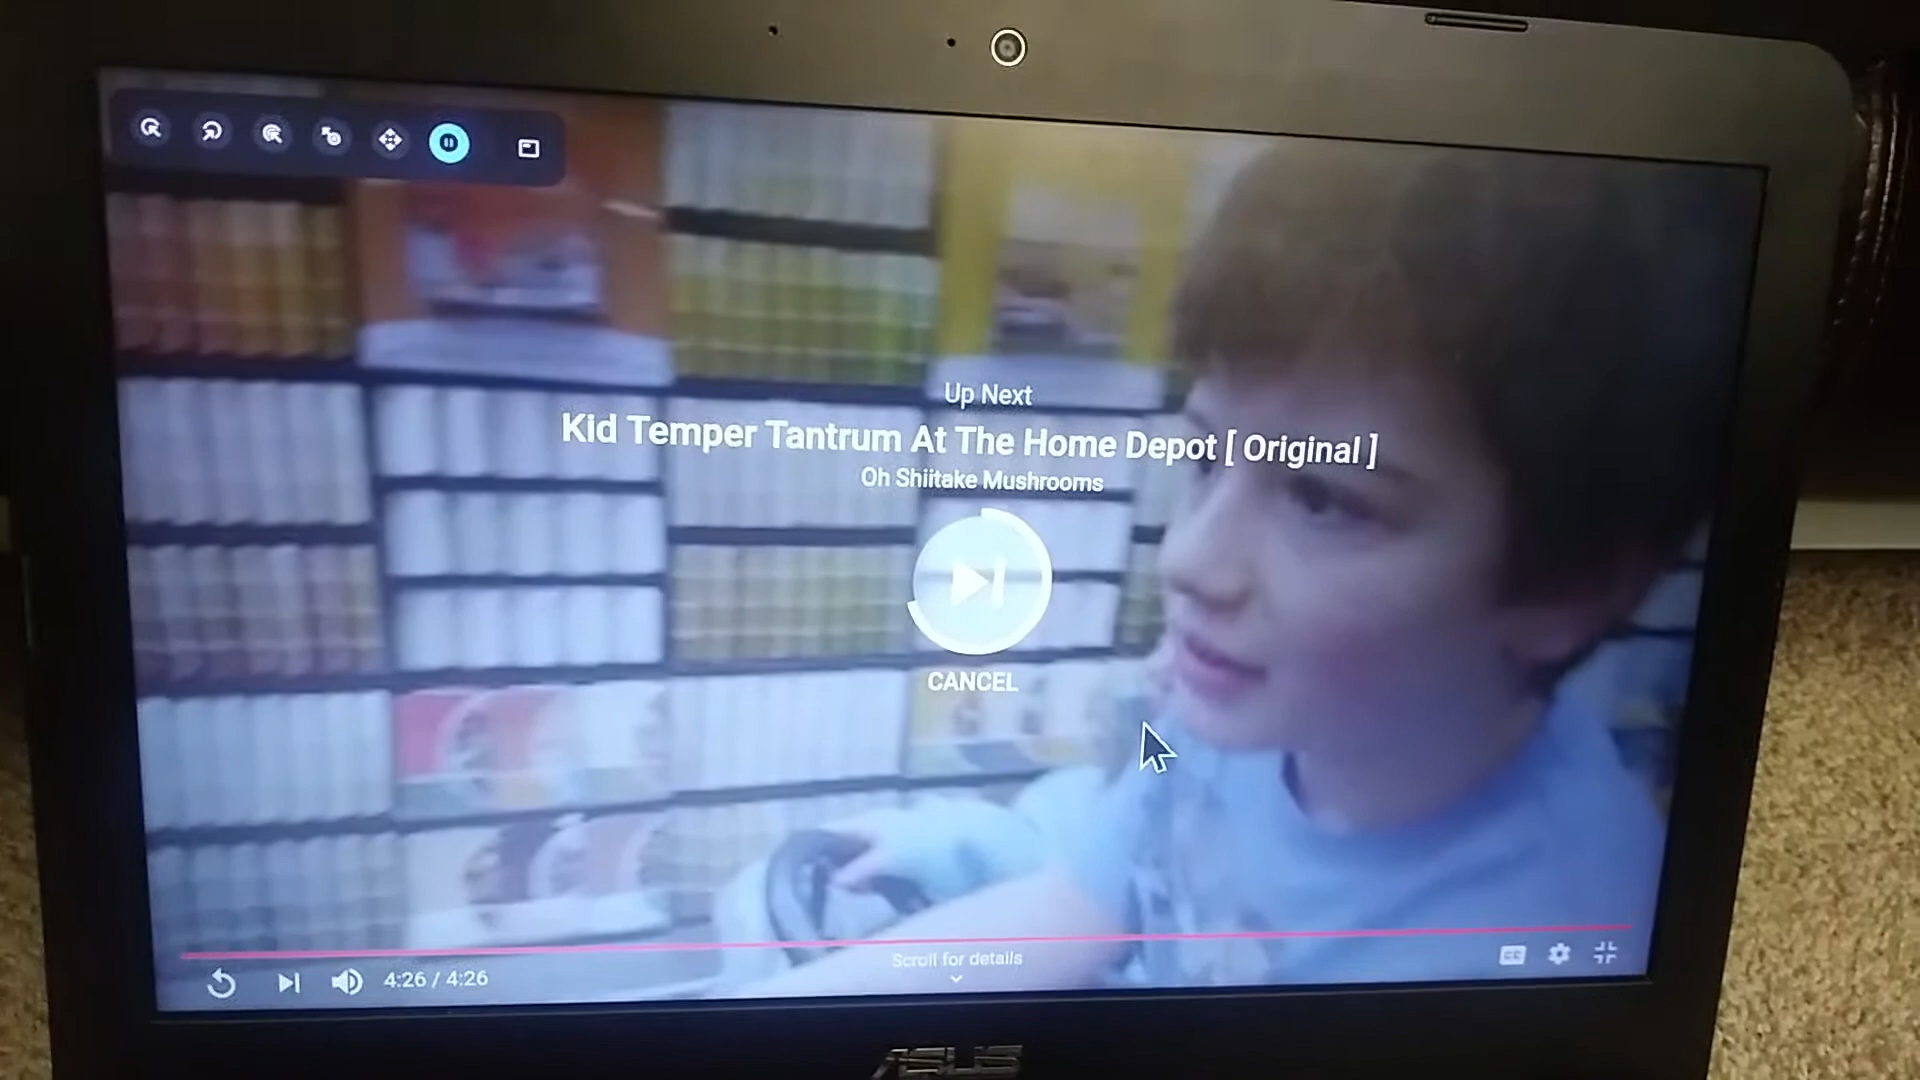 Up Next
Kid Temper Tantrum At The Home Depot [ Original ]
Oh Shiitake Mushrooms
CANCEL
Scroll for details
4:26 / 4:26
CC
ASUS